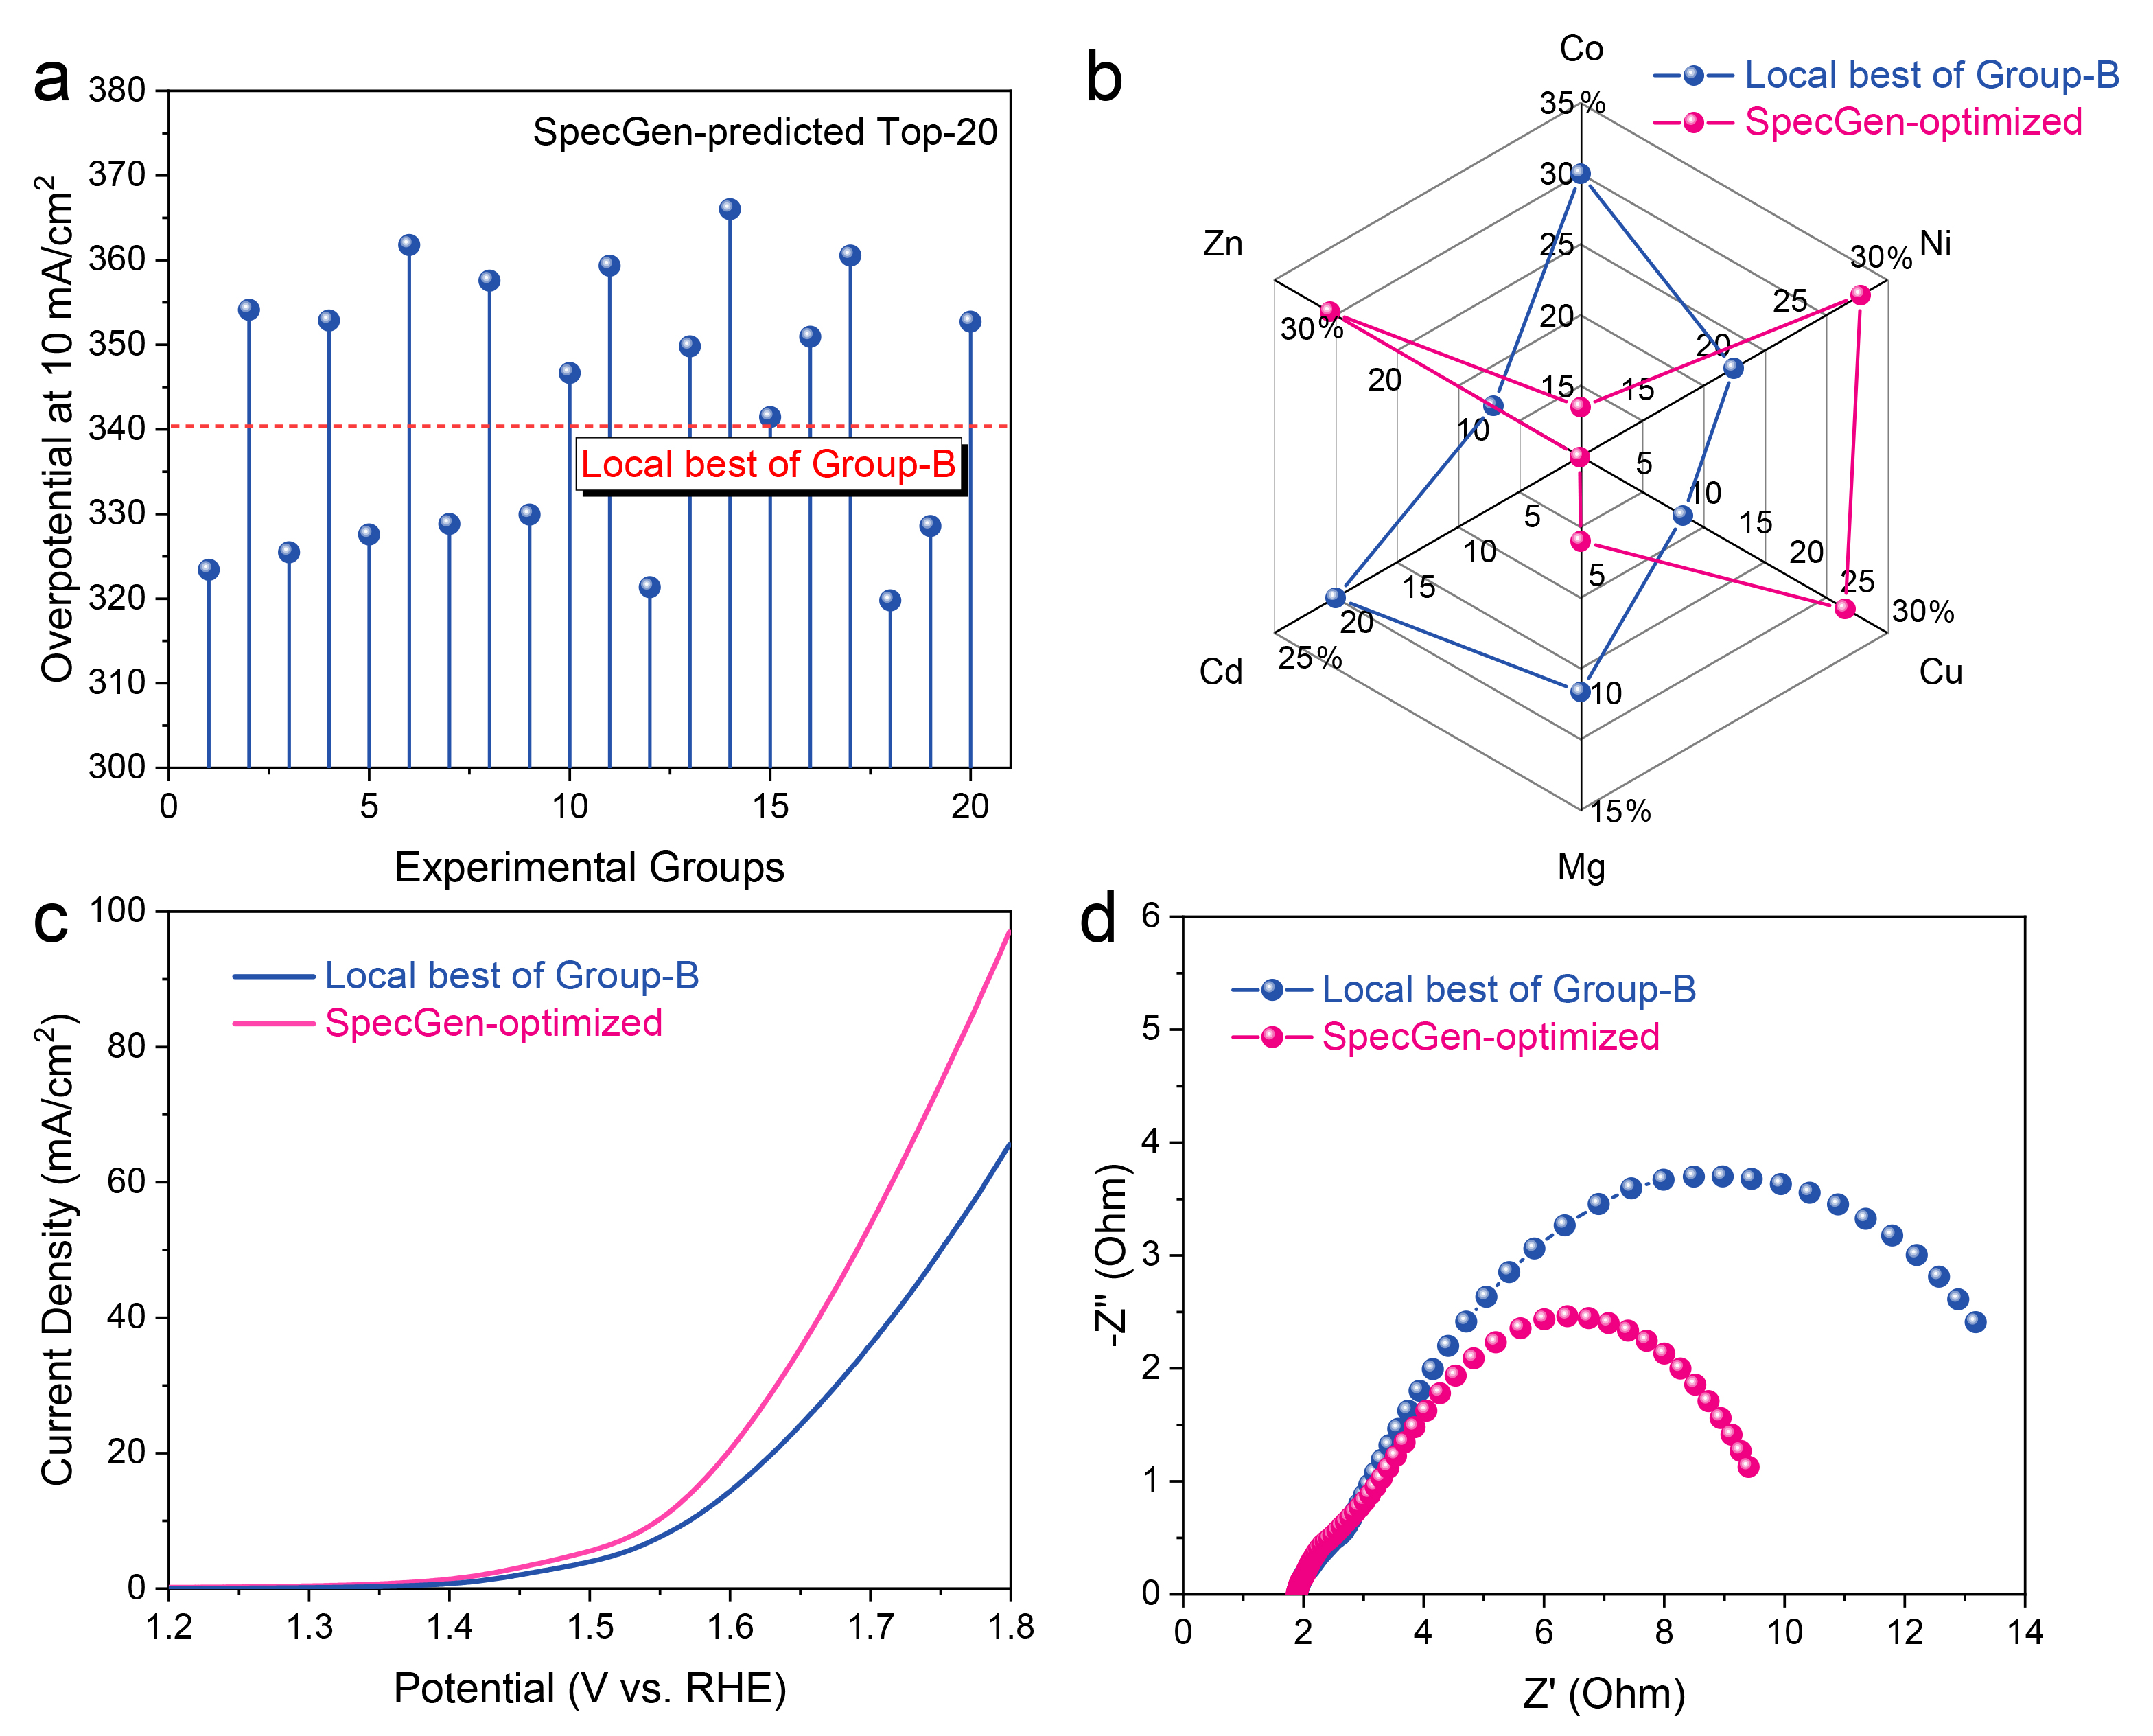 a
380
370
360
350
340
330
320
310
300
Overpotential at 10 mA/cm²
SpecGen-predicted Top-20
Local best of Group-B
0
5
10
15
20
Experimental Groups
b
Local best of Group-B
SpecGen-optimized
Co
35%
30
25
20
15
Ni
30%
25
20
15
Cu
30%
25
20
15
10
5
Mg
15%
10
5
Cd
25%
20
15
10
5
Zn
30%
20
10
c
100
80
60
40
20
0
Current Density (mA/cm²)
Local best of Group-B
SpecGen-optimized
1.2
1.3
1.4
1.5
1.6
1.7
1.8
Potential (V vs. RHE)
d
6
5
4
3
2
1
0
-Z" (Ohm)
Local best of Group-B
SpecGen-optimized
0
2
4
6
8
10
12
14
Z' (Ohm)